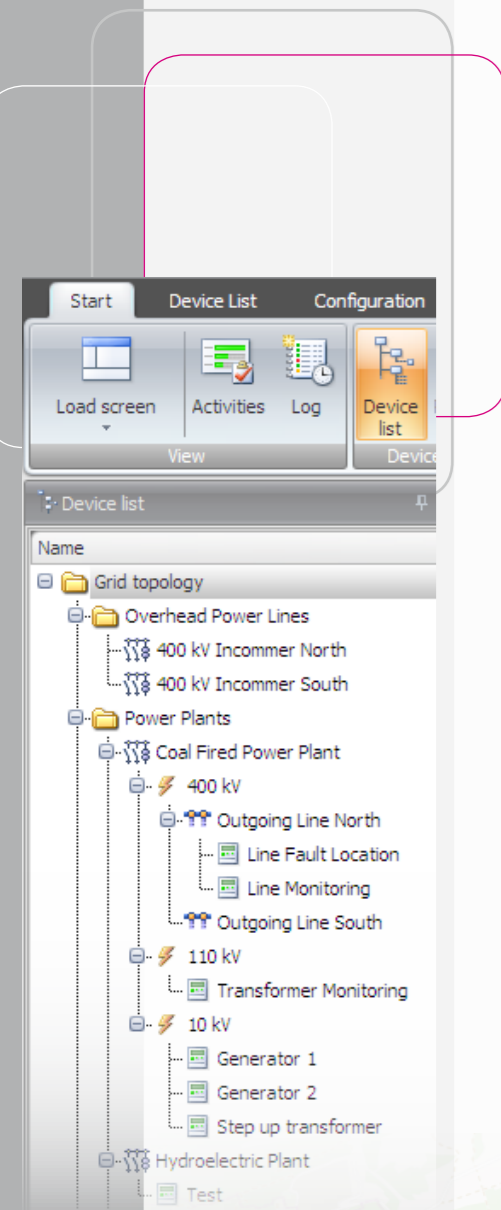 Start Device List Configuration
Load screen Activities Log Device list
View Device
Device list
Name
Grid topology
Overhead Power Lines
400 kV Incommer North
400 kV Incommer South
Power Plants
Coal Fired Power Plant
400 kV
Outgoing Line North
Line Fault Location
Line Monitoring
Outgoing Line South
110 kV
Transformer Monitoring
10 kV
Generator 1
Generator 2
Step up transformer
Hydroelectric Plant
Test